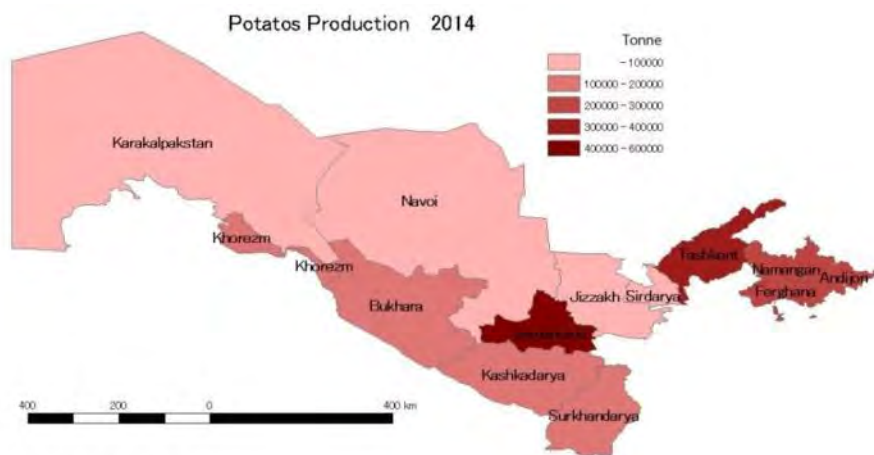 Potatos Production 2014
Tonne
-100000
100000-200000
200000-300000
300000-400000
400000-600000
Karakalpakstan
Navoi
Khorezm
Khorezm
Bukhara
Tashkent
Namangan
Andijon
Ferghana
Jizzakh
Sirdarya
Kashkadarya
Surkhandarya
400 200 0 400 km